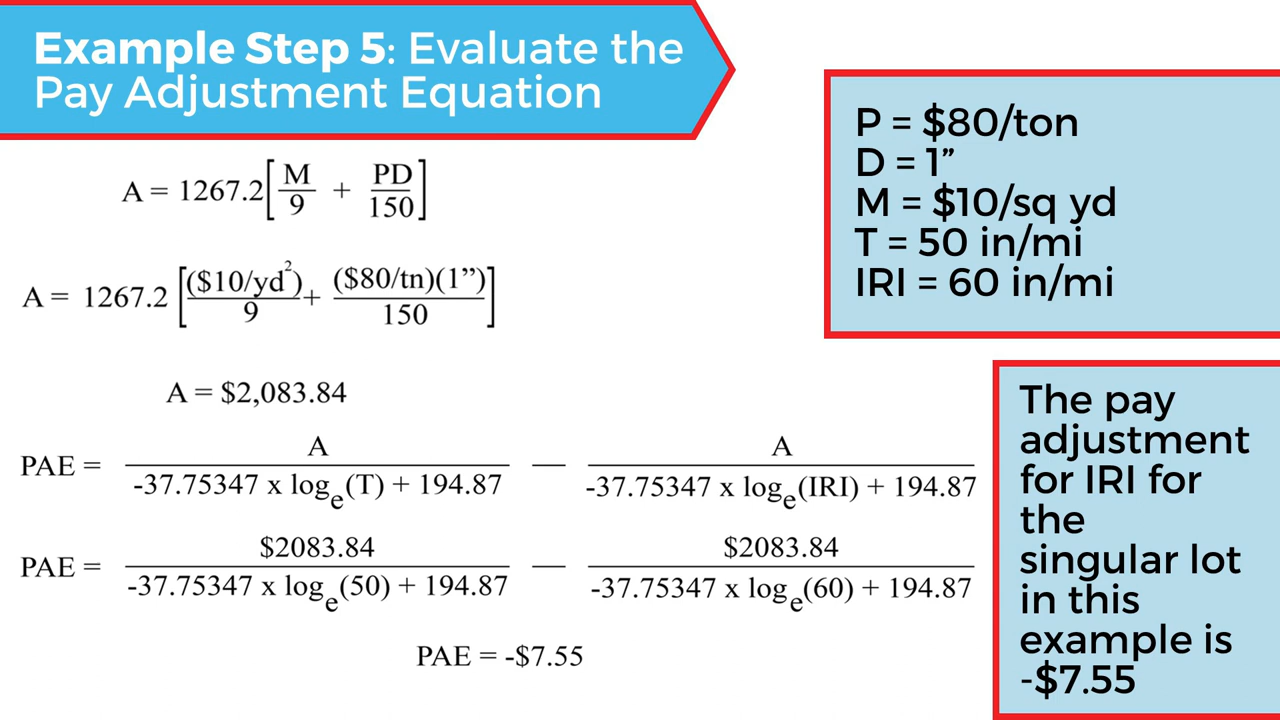 Example Step 5: Evaluate the
Pay Adjustment Equation
A = 1267.2[M/9 + PD/150]
A = 1267.2 [($10/yd²)/9 + ($80/tn)(1”)/150]
A = $2,083.84
PAE = A/(-37.75347 x logₑ(T) + 194.87) — A/(-37.75347 x logₑ(IRI) + 194.87)
PAE = $2083.84/(-37.75347 x logₑ(50) + 194.87) — $2083.84/(-37.75347 x logₑ(60) + 194.87)
PAE = -$7.55
P = $80/ton
D = 1”
M = $10/sq yd
T = 50 in/mi
IRI = 60 in/mi
The pay
adjustment
for IRI for
the
singular lot
in this
example is
-$7.55